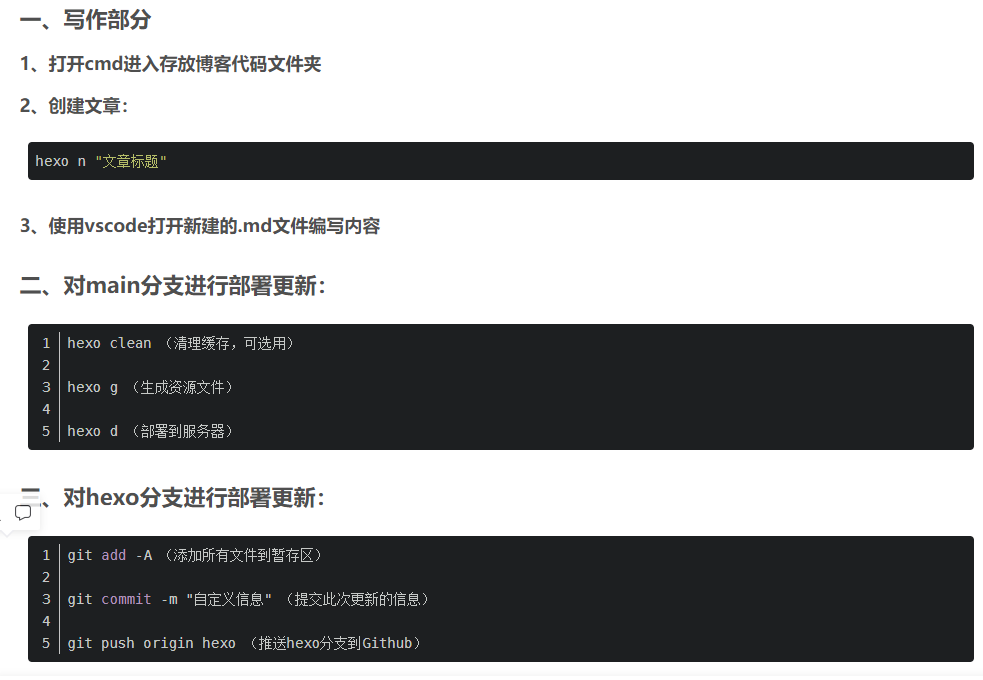 一、写作部分
1、打开cmd进入存放博客代码文件夹
2、创建文章：
hexo n "文章标题"
3、使用vscode打开新建的.md文件编写内容
二、对main分支进行部署更新：
1 hexo clean （清理缓存，可选用）
2
3 hexo g （生成资源文件）
4
5 hexo d （部署到服务器）
三、对hexo分支进行部署更新：
1 git add -A （添加所有文件到暂存区）
2
3 git commit -m "自定义信息" （提交此次更新的信息）
4
5 git push origin hexo （推送hexo分支到Github）